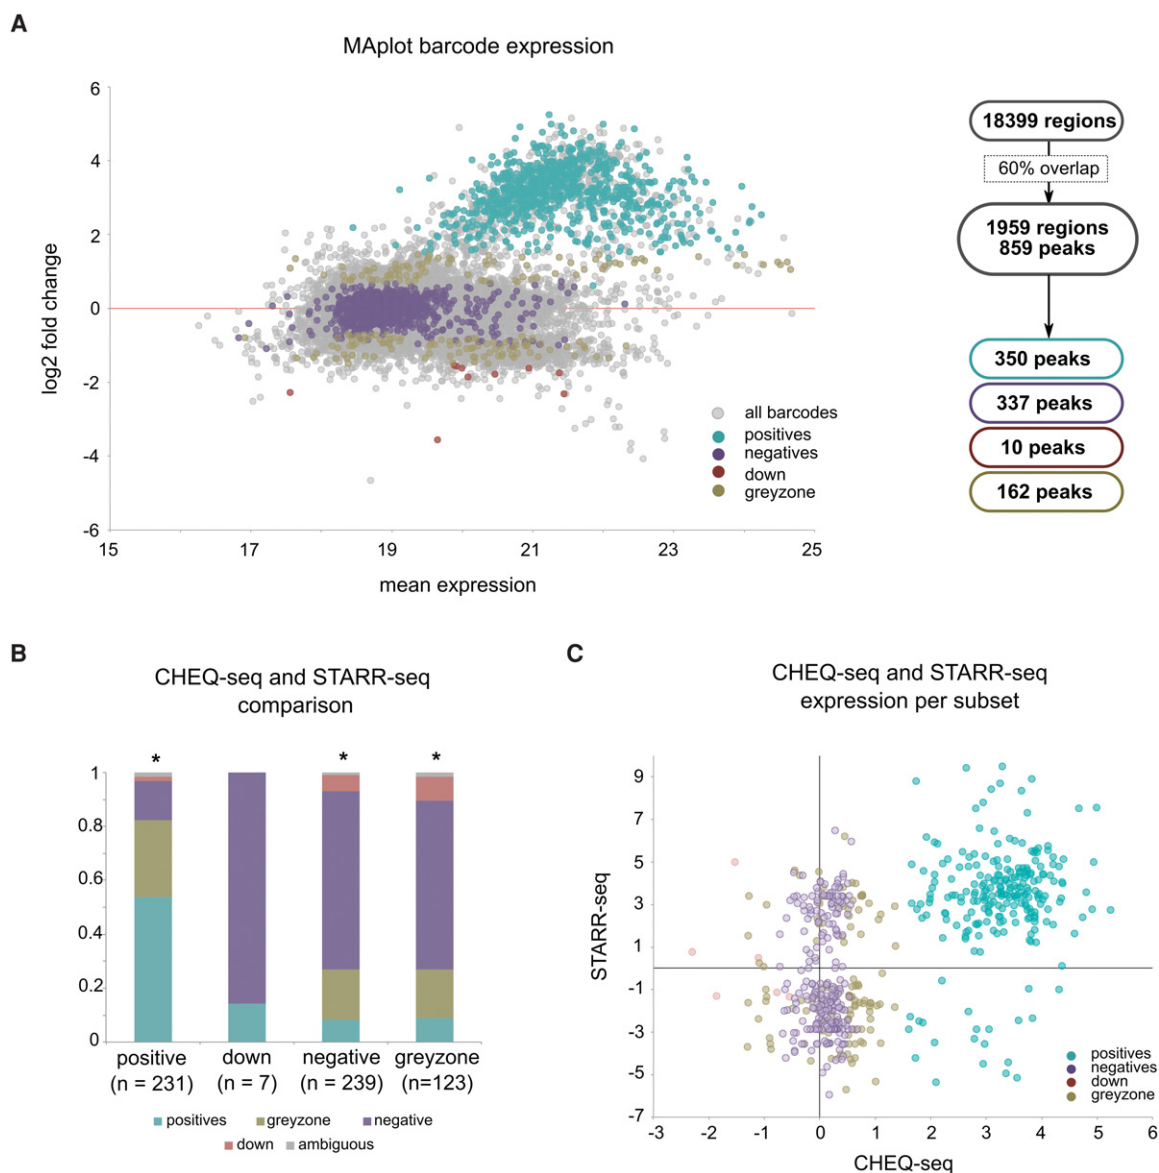 A
MAplot barcode expression
6
4
2
0
-2
-4
-6
log2 fold change
15
17
19
21
23
25
mean expression
all barcodes
positives
negatives
down
greyzone
18399 regions
60% overlap
1959 regions
859 peaks
350 peaks
337 peaks
10 peaks
162 peaks
B
CHEQ-seq and STARR-seq
comparison
1
0.8
0.6
0.4
0.2
0
*
*
*
positive
(n = 231)
down
(n = 7)
negative
(n = 239)
greyzone
(n=123)
positives
greyzone
negative
down
ambiguous
C
CHEQ-seq and STARR-seq
expression per subset
9
7
5
3
1
-1
-3
-5
-7
STARR-seq
-3
-2
-1
0
1
2
3
4
5
6
CHEQ-seq
positives
negatives
down
greyzone